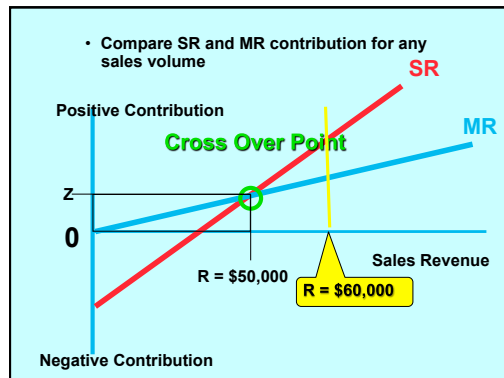 • Compare SR and MR contribution for any
sales volume
SR
Positive Contribution
MR
Cross Over Point
Z
0
Sales Revenue
R = $50,000
R = $60,000
Negative Contribution